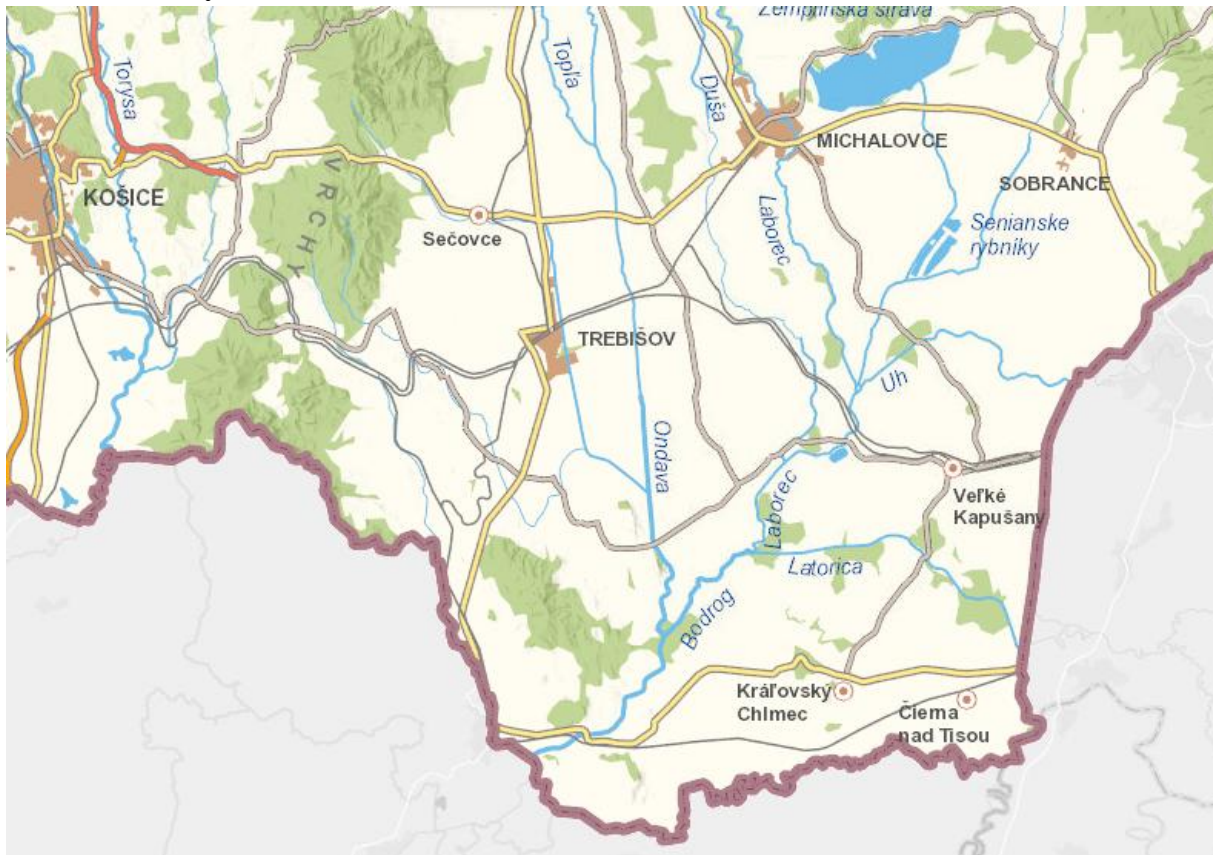 Zemplínska šírava
Torysa
Topľa
Duša
MICHALOVCE
KOŠICE
VRCHY
SOBRANCE
Laborec
Sečovce
Senianske
rybníky
TREBIŠOV
Uh
Ondava
Laborec
Veľké
Kapušany
Latorica
Bodrog
Kráľovský
Chlmec
Čierna
nad Tisou